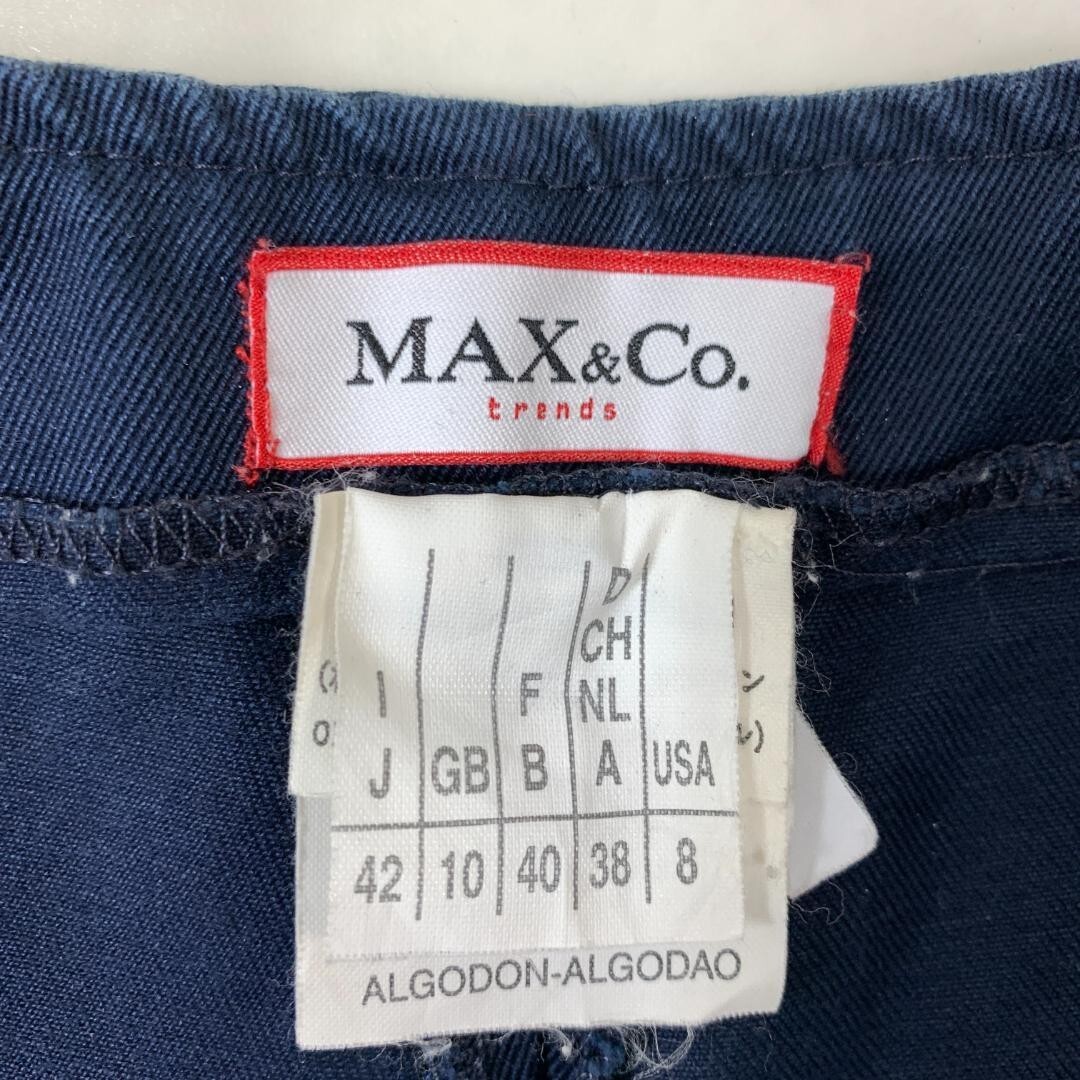 MAX&Co.
trends
D
CH
I F NL
J GB B A USA
42 10 40 38 8
ALGODON-ALGODAO